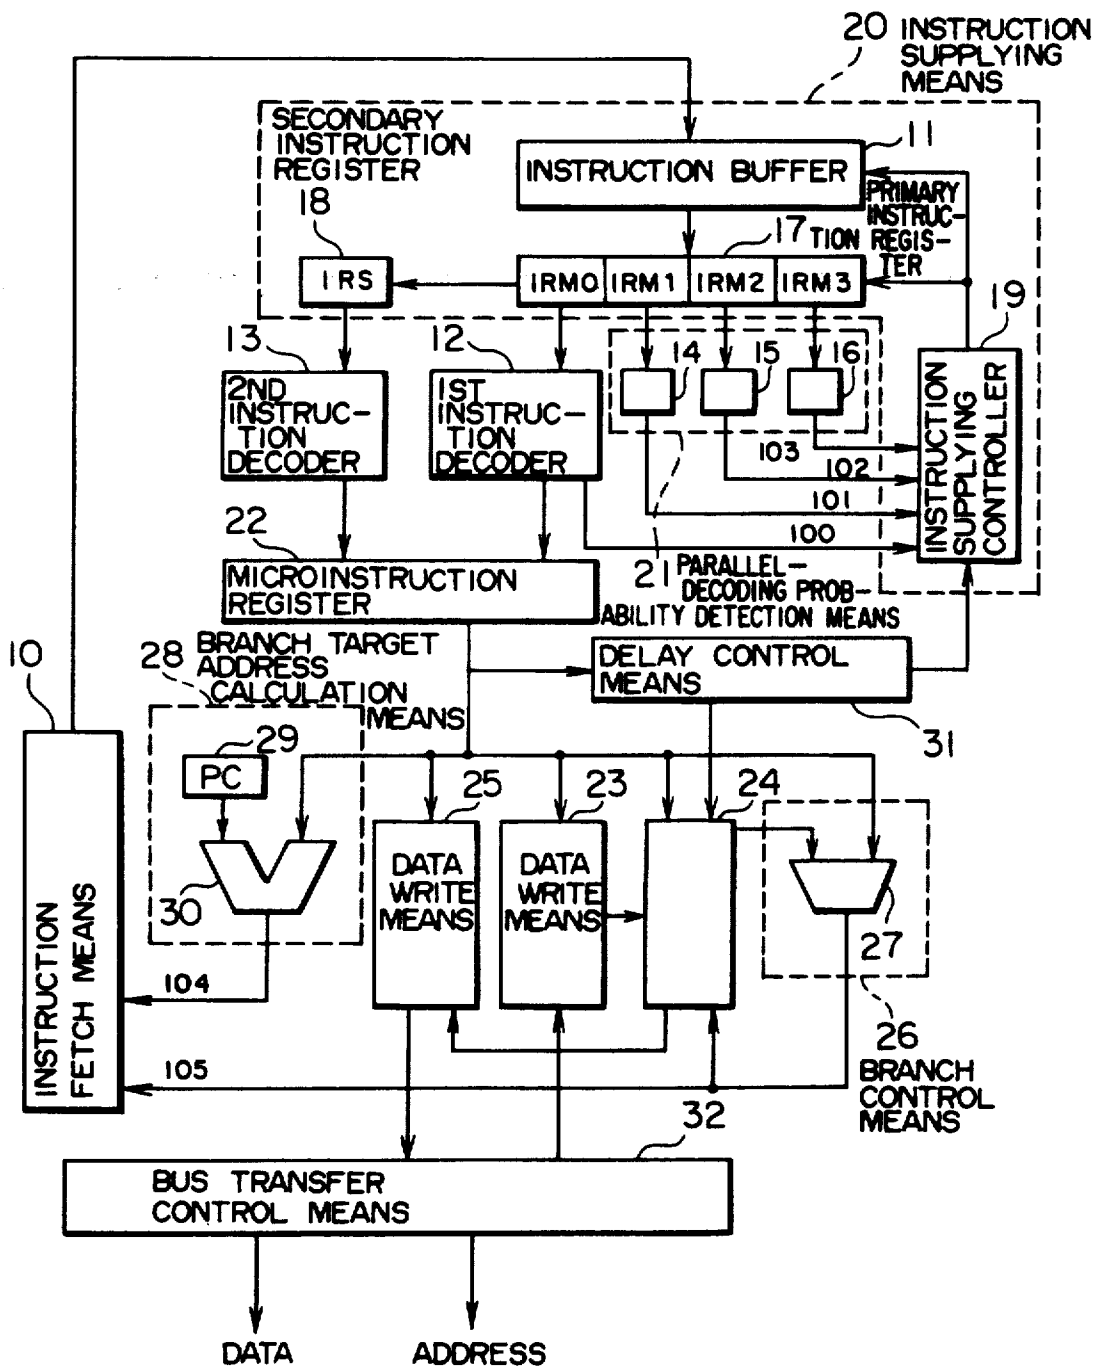 20 INSTRUCTION
SUPPLYING
MEANS
SECONDARY
INSTRUCTION
REGISTER
18
11
INSTRUCTION BUFFER
PRIMARY
INSTRUC-
TION REGIS-
TER
17
IRS
IRM0 IRM1 IRM2 IRM3
19
13
2ND
INSTRUC-
TION
DECODER
12
1ST
INSTRUC-
TION
DECODER
14
15
16
INSTRUCTION
SUPPLYING
CONTROLLER
103
102
101
100
22
MICROINSTRUCTION
REGISTER
21 PARALLEL-
DECODING PROB-
ABILITY DETECTION MEANS
10
28
BRANCH TARGET
ADDRESS
CALCULATION
MEANS
DELAY CONTROL
MEANS
31
29
PC
30
25
DATA
WRITE
MEANS
23
DATA
WRITE
MEANS
24
27
INSTRUCTION
FETCH MEANS
104
105
26
BRANCH
CONTROL
MEANS
32
BUS TRANSFER
CONTROL MEANS
DATA
ADDRESS